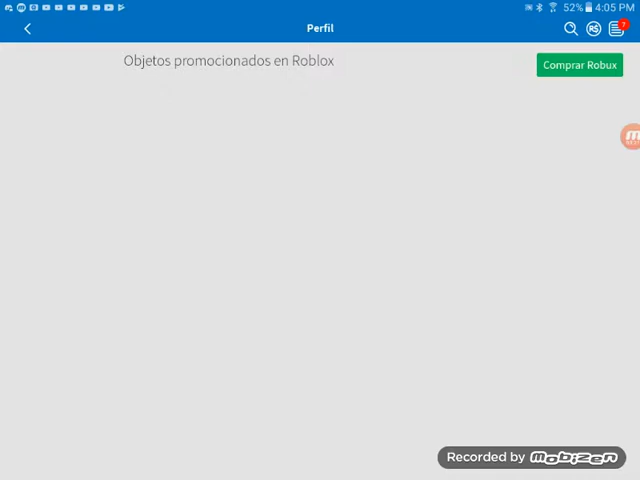 52% 4:05 PM
Perfil
R$
?
Objetos promocionados en Roblox
Comprar Robux
Recorded by Mobizen